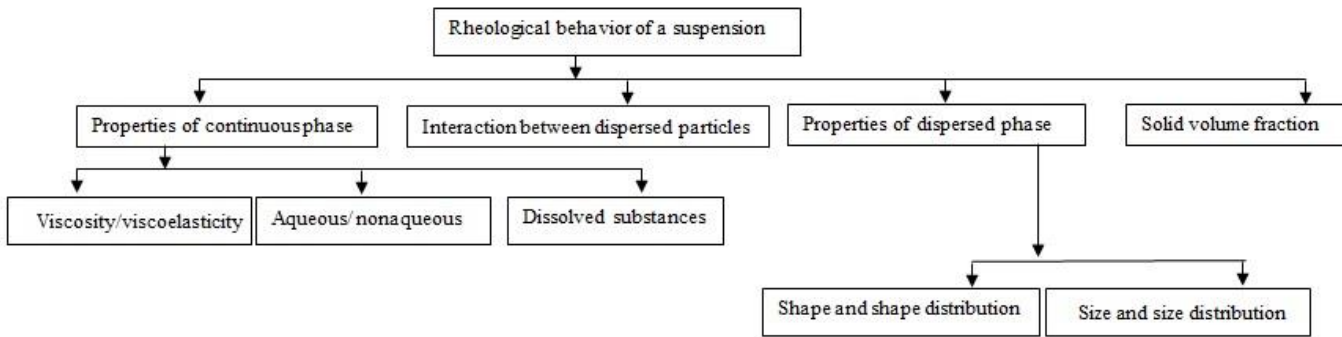 Rheological behavior of a suspension
Properties of continuous phase
Interaction between dispersed particles
Properties of dispersed phase
Solid volume fraction
Viscosity/viscoelasticity
Aqueous/ nonaqueous
Dissolved substances
Shape and shape distribution
Size and size distribution